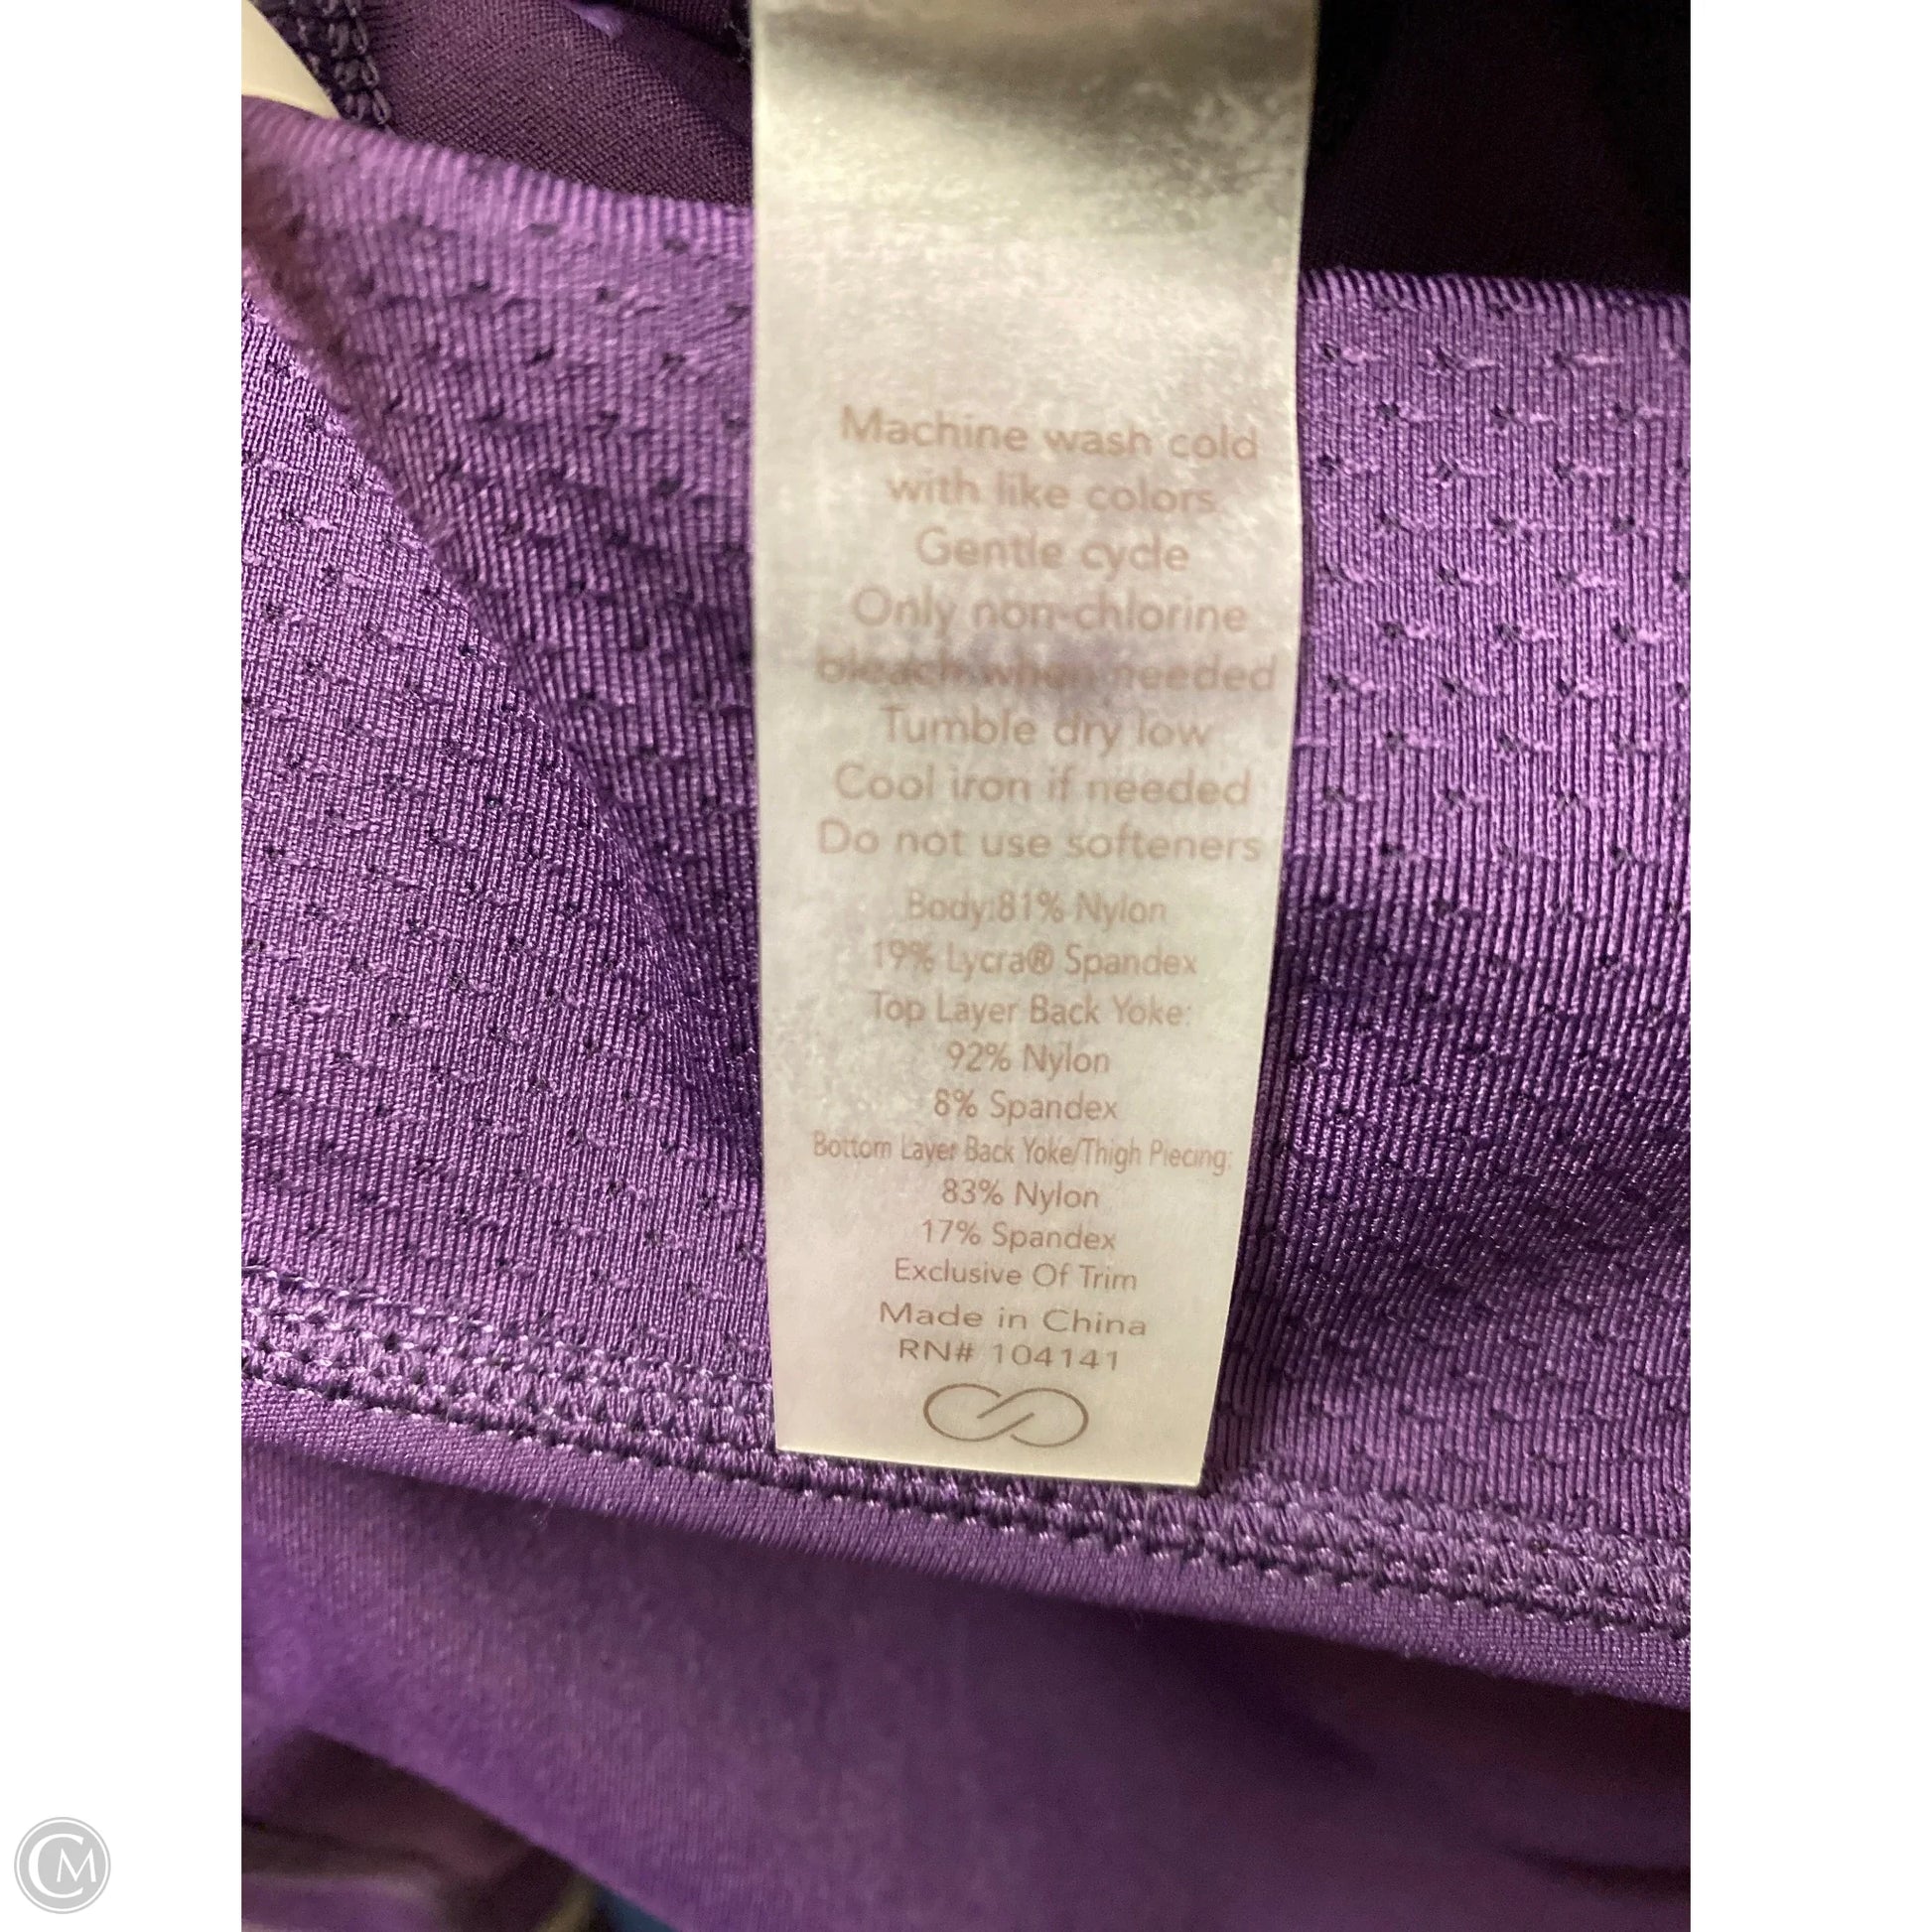 Machine wash cold
with like colors.
Gentle cycle
Only non-chlorine
bleach when needed
Tumble dry low
Cool iron if needed
Do not use softeners
Body:81% Nylon
19% Lycra® Spandex
Top Layer Back Yoke:
92% Nylon
8% Spandex
Bottom Layer Back Yoke/Thigh Piecing:
83% Nylon
17% Spandex
Exclusive Of Trim
Made in China
RN# 104141
CM